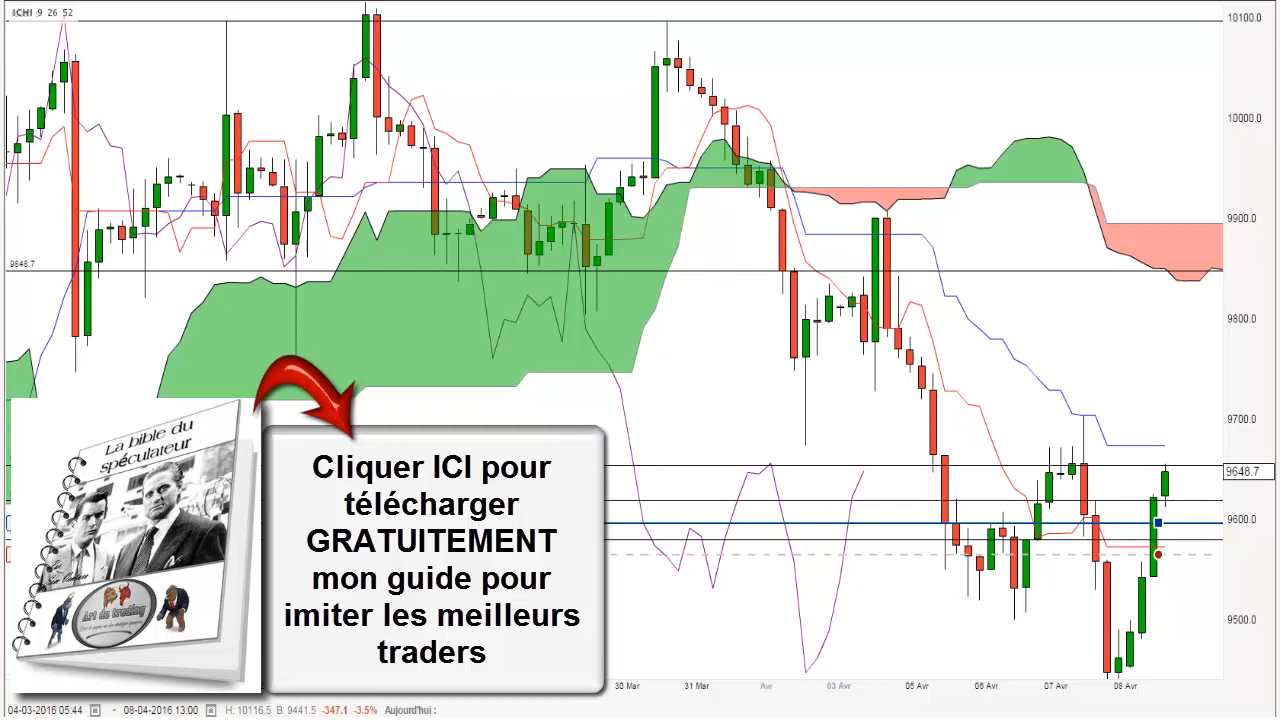 ICHI 9 26 52
10100.0
10000.0
9900.0
9848.7
9800.0
9700.0
9648.7
9600.0
9500.0
La bible du
spéculateur
Art du trading
Cliquer ICI pour
télécharger
GRATUITEMENT
mon guide pour
imiter les meilleurs
traders
30 Mar 31 Mar Avr 03 Avr 05 Avr 06 Avr 07 Avr 08 Avr
04-03-2016 05:44 - 08-04-2016 13:00 H: 10116.5 B: 9441.5 -347.1 -3.5% Aujourd'hui :